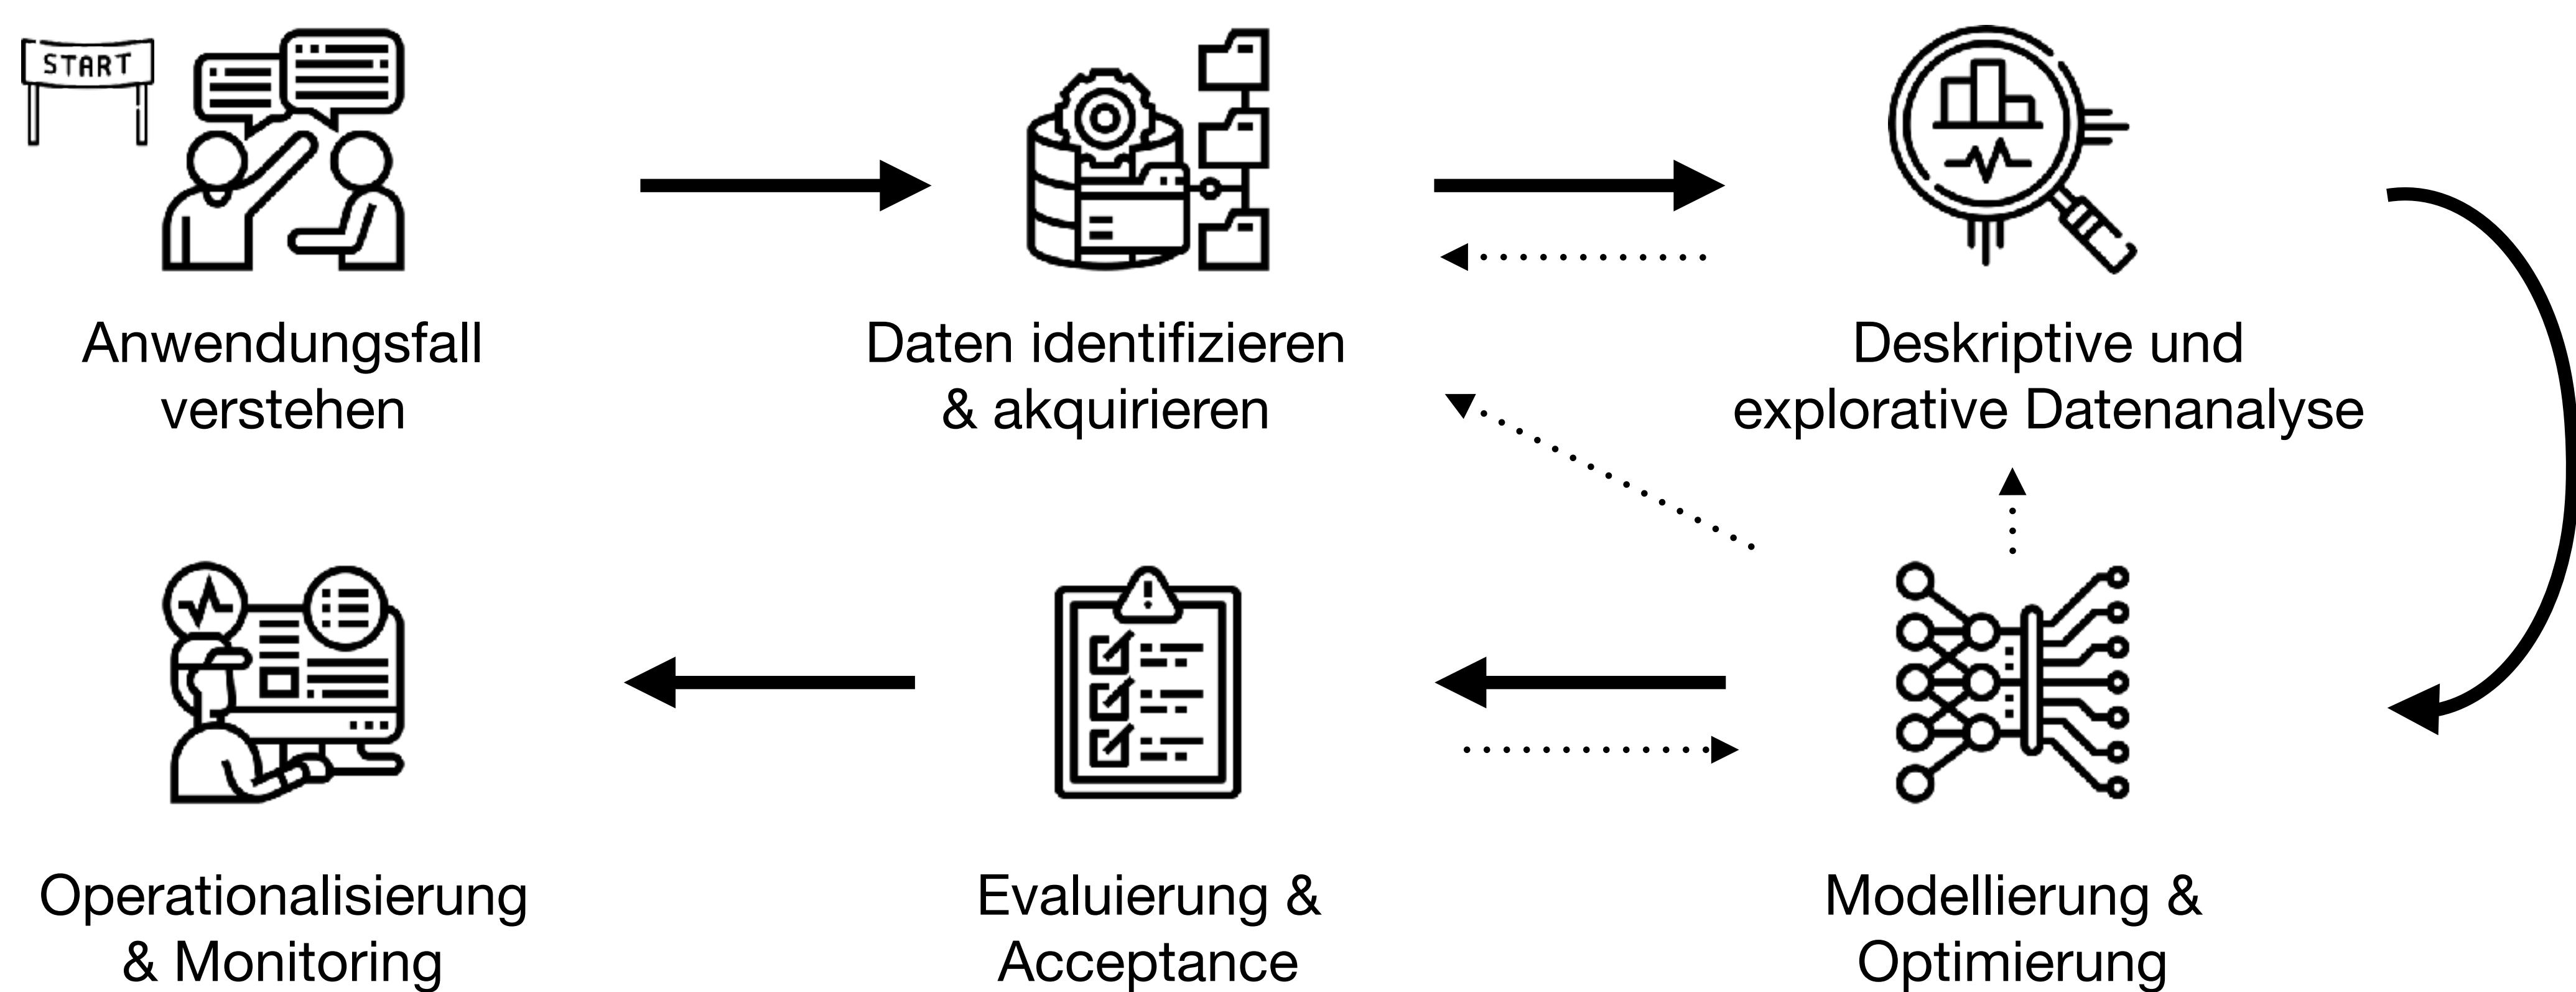 START
Anwendungsfall
verstehen
Daten identifizieren
& akquirieren
Deskriptive und
explorative Datenanalyse
Operationalisierung
& Monitoring
Evaluierung &
Acceptance
Modellierung &
Optimierung